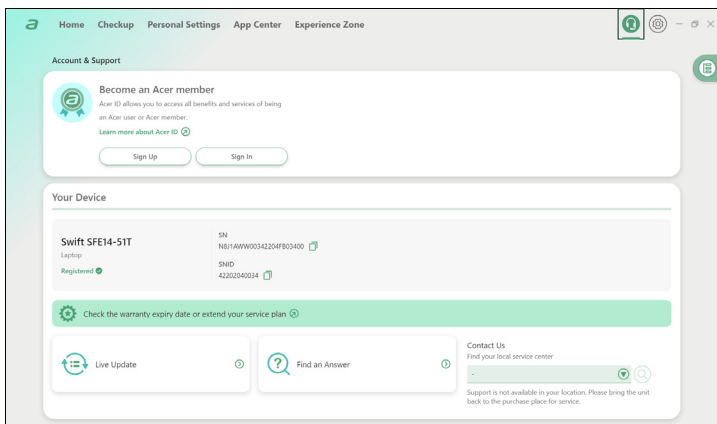 a Home Checkup Personal Settings App Center Experience Zone
Account & Support
a
Become an Acer member
Acer ID allows you to access all benefits and services of being
an Acer user or Acer member.
Learn more about Acer ID
Sign Up Sign In
Your Device
Swift SFE14-51T
Laptop
Registered
SN
N8J1AWW00342204FB03400
SNID
42202040034
Check the warranty expiry date or extend your service plan
Live Update
Find an Answer
Contact Us
Find your local service center
-
Support is not available in your location. Please bring the unit
back to the purchase place for service.